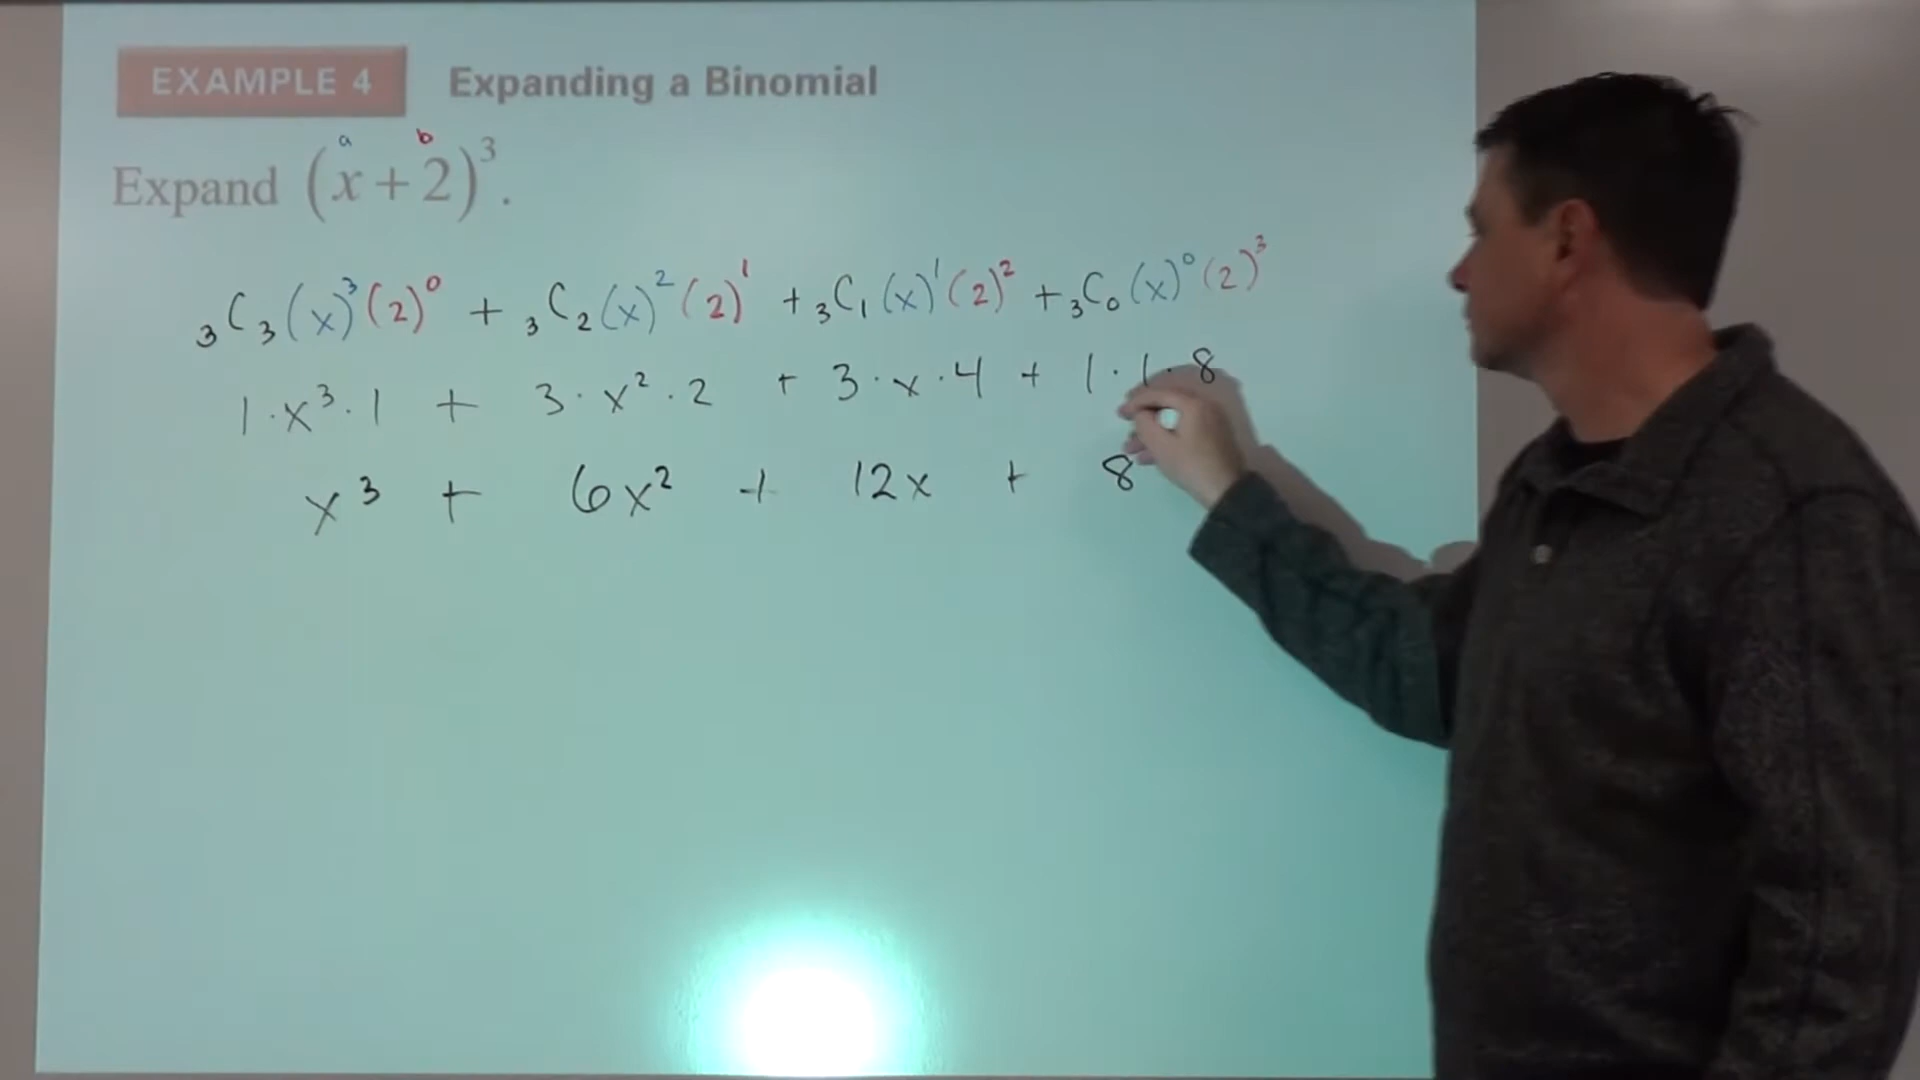 EXAMPLE 4 Expanding a Binomial
a b
Expand (x + 2)³.
₃C₃(x)³(2)⁰ + ₃C₂(x)²(2)¹ + ₃C₁(x)¹(2)² + ₃C₀(x)⁰(2)³
1·x³·1 + 3·x²·2 + 3·x·4 + 1·1·8
x³ + 6x² + 12x + 8